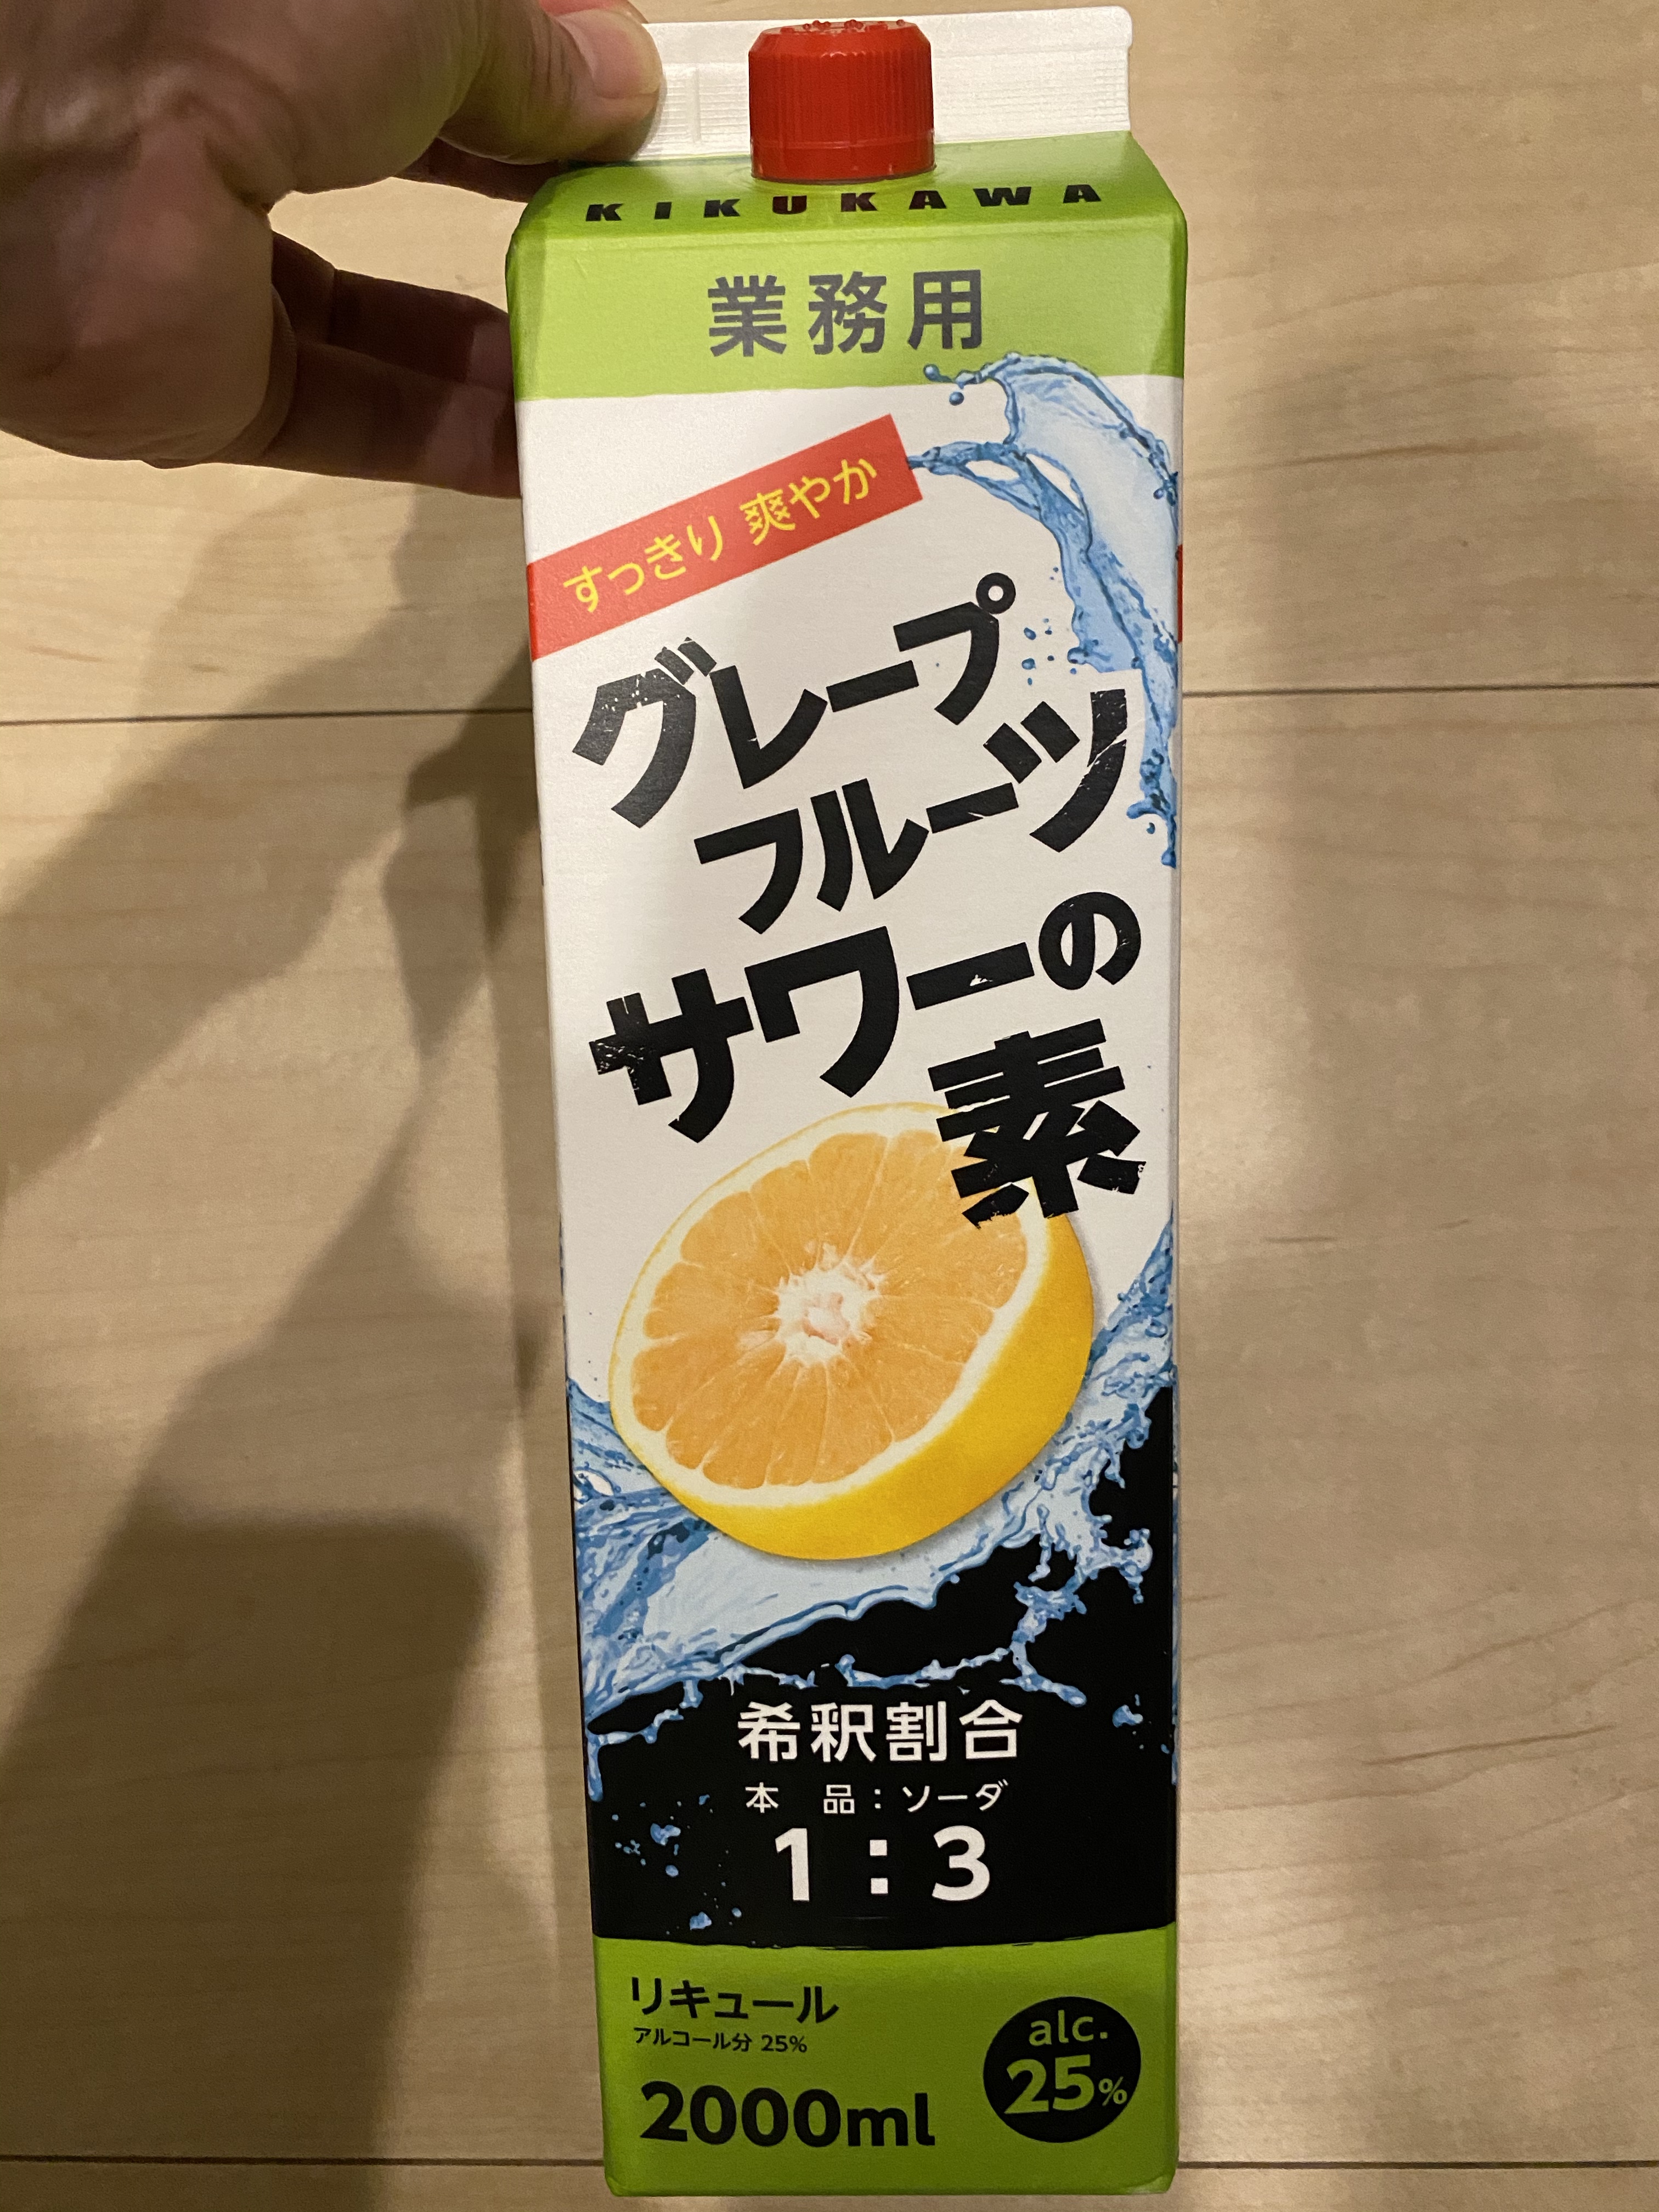 KIKUKAWA
業務用
すっきり 爽やか
グレープ
フルーツ
サワーの
素
希釈割合
本　品：ソーダ
1：3
リキュール
アルコール分 25%
2000ml
alc.
25%